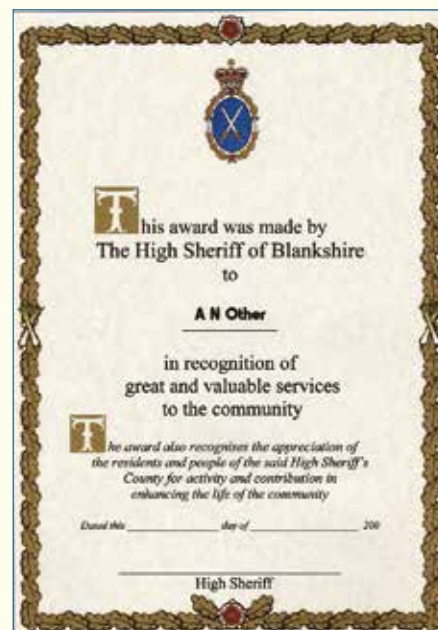 This award was made by
The High Sheriff of Blankshire
to
A N Other
in recognition of
great and valuable services
to the community
The award also recognises the appreciation of
the residents and people of the said High Sheriff's
County for activity and contribution in
enhancing the life of the community
Dated this ____________ day of ______________ 200
High Sheriff